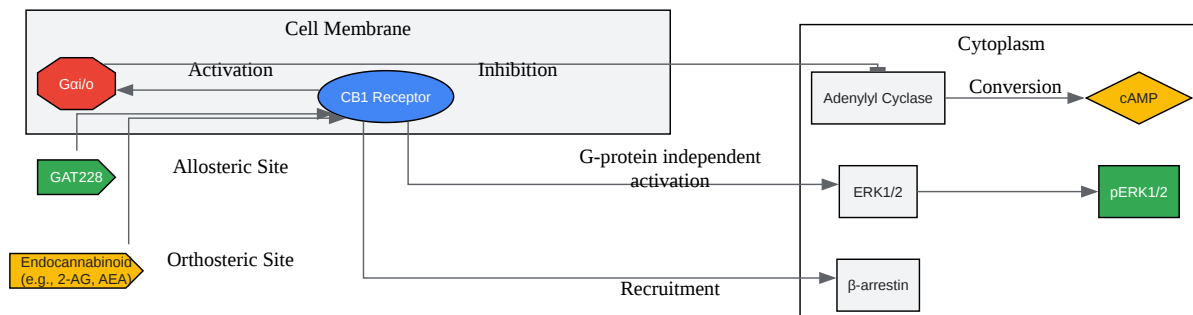 Cell Membrane
Cytoplasm
Gαi/o
Activation
Inhibition
CB1 Receptor
Adenylyl Cyclase
Conversion
cAMP
GAT228
Allosteric Site
G-protein independent
activation
ERK1/2
pERK1/2
Endocannabinoid
(e.g., 2-AG, AEA)
Orthosteric Site
Recruitment
β-arrestin